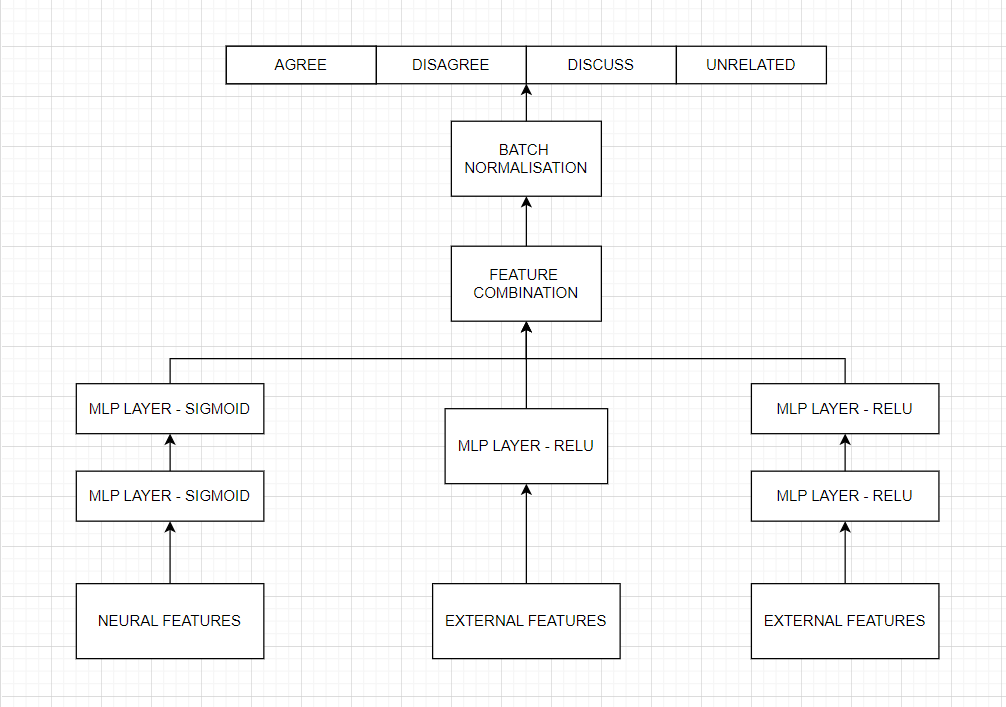 AGREE
DISAGREE
DISCUSS
UNRELATED
BATCH
NORMALISATION
FEATURE
COMBINATION
MLP LAYER - SIGMOID
MLP LAYER - RELU
MLP LAYER - RELU
MLP LAYER - SIGMOID
MLP LAYER - RELU
NEURAL FEATURES
EXTERNAL FEATURES
EXTERNAL FEATURES